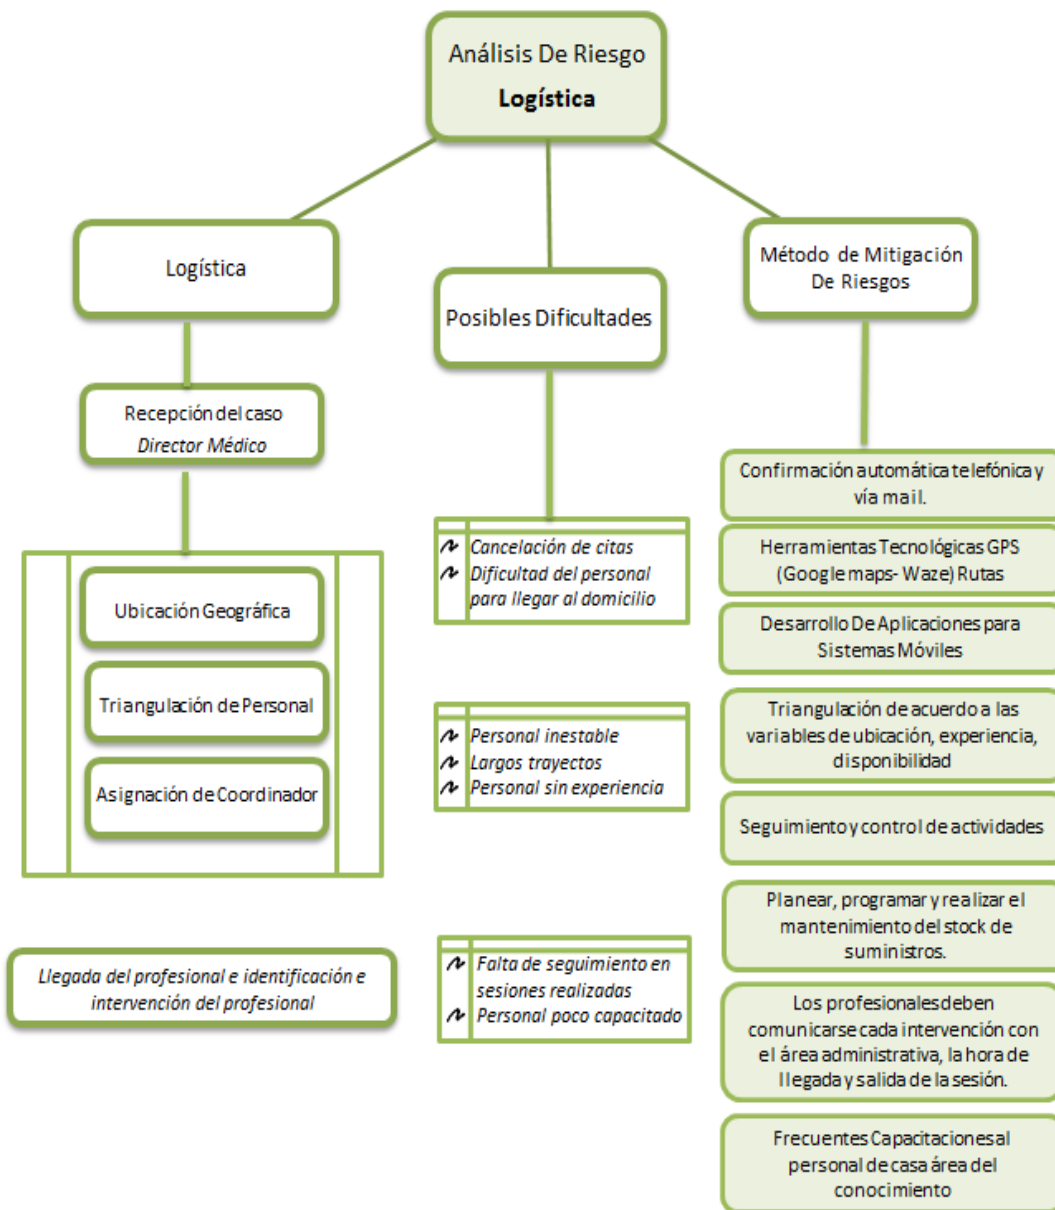 Análisis De Riesgo
Logística
Logística
Recepción del caso
Director Médico
Ubicación Geográfica
Triangulación de Personal
Asignación de Coordinador
Llegada del profesional e identificación e
intervención del profesional
Posibles Dificultades
Cancelación de citas
Dificultad del personal
para llegar al domicilio
Personal inestable
Largos trayectos
Personal sin experiencia
Falta de seguimiento en
sesiones realizadas
Personal poco capacitado
Método de Mitigación
De Riesgos
Confirmación automática telefónica y
vía mail.
Herramientas Tecnológicas GPS
(Google maps- Waze) Rutas
Desarrollo De Aplicaciones para
Sistemas Móviles
Triangulación de acuerdo a las
variables de ubicación, experiencia,
disponibilidad
Seguimiento y control de actividades
Planear, programar y realizar el
mantenimiento del stock de
suministros.
Los profesionales deben
comunicarse cada intervención con
el área administrativa, la hora de
llegada y salida de la sesión.
Frecuentes Capacitaciones al
personal de casa área del
conocimiento